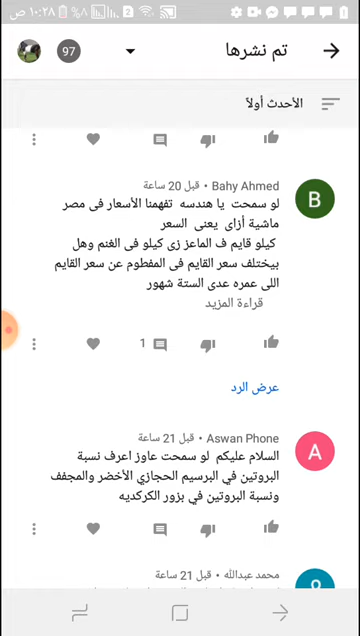 ١٠:٢٨ ص
٨%
2
تم نشرها
97
الأحدث أولاً
Bahy Ahmed • قبل 20 ساعة
لو سمحت يا هندسه تفهمنا الأسعار فى مصر
ماشية أزاى يعنى السعر
كيلو قايم ف الماعز زى كيلو فى الغنم وهل
بيختلف سعر القايم فى المفطوم عن سعر القايم
اللى عمره عدى الستة شهور
قراءة المزيد
B
1
عرض الرد
Aswan Phone • قبل 21 ساعة
السلام عليكم لو سمحت عاوز اعرف نسبة
البروتين في البرسيم الحجازي الأخضر والمجفف
ونسبة البروتين في بزور الكركديه
A
محمد عبدالله • قبل 21 ساعة